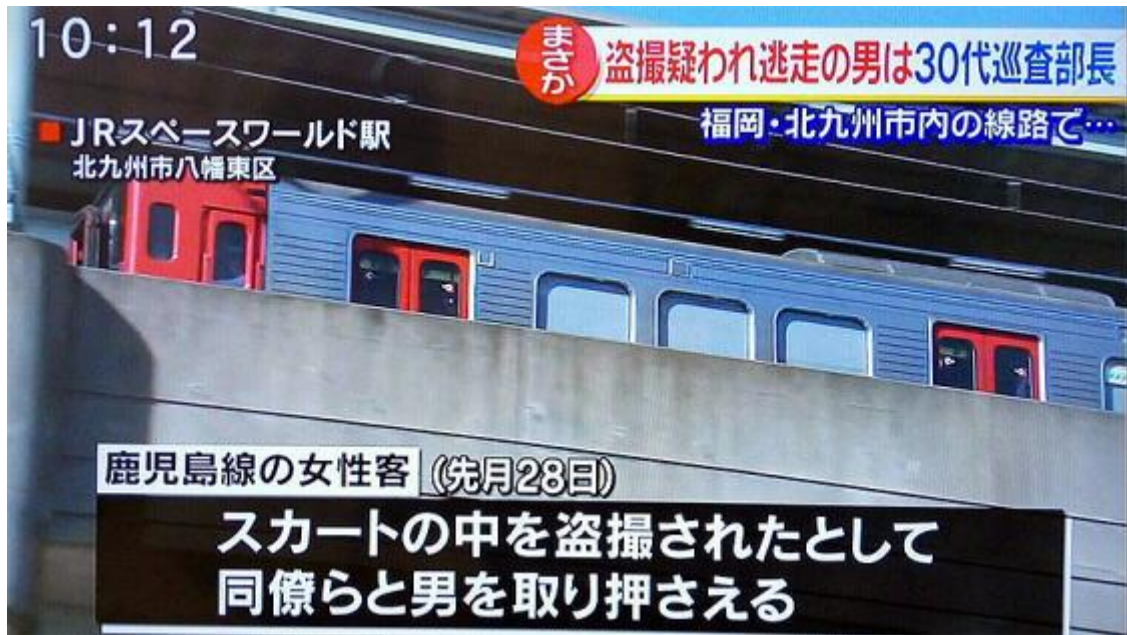 10:12
まさか
盗撮疑われ逃走の男は30代巡査部長
福岡・北九州市内の線路で…
JRスペースワールド駅
北九州市八幡東区
鹿児島線の女性客 (先月28日)
スカートの中を盗撮されたとして
同僚らと男を取り押さえる